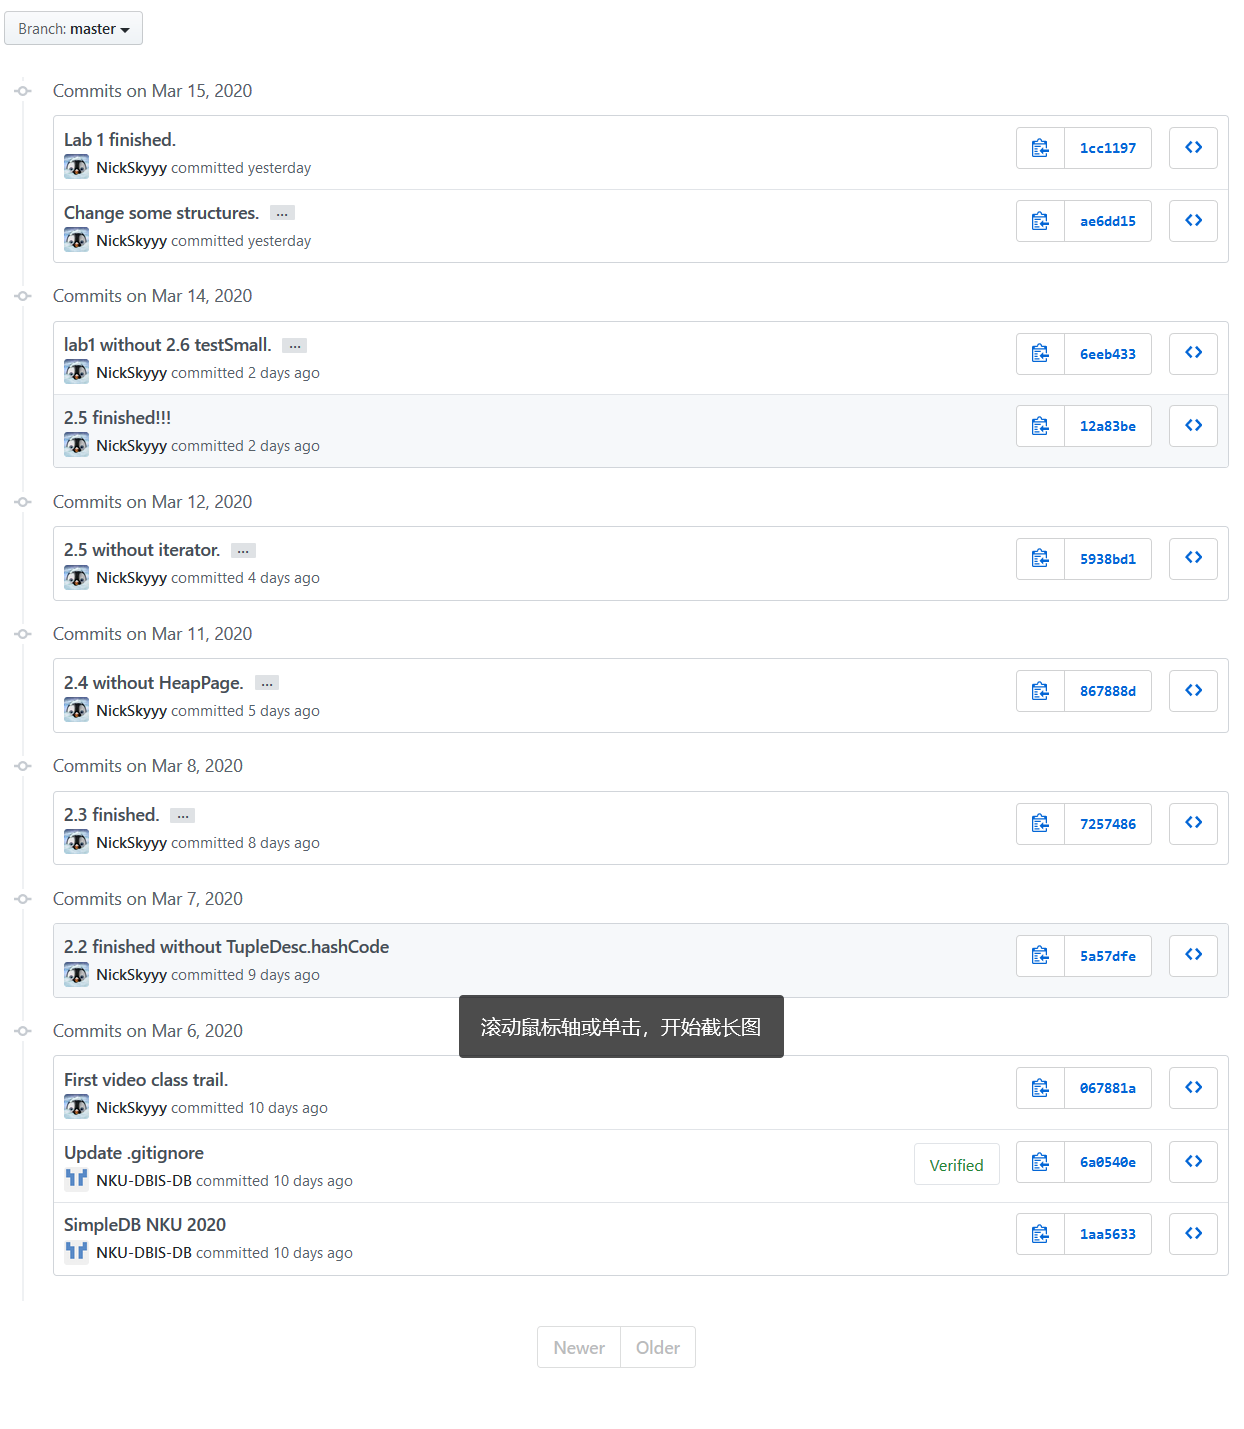 Branch: master
Commits on Mar 15, 2020
Lab 1 finished.
1cc1197
NickSkyyy committed yesterday
Change some structures. ...
ae6dd15
NickSkyyy committed yesterday
Commits on Mar 14, 2020
lab1 without 2.6 testSmall. ...
6eeb433
NickSkyyy committed 2 days ago
2.5 finished!!!
12a83be
NickSkyyy committed 2 days ago
Commits on Mar 12, 2020
2.5 without iterator. ...
5938bd1
NickSkyyy committed 4 days ago
Commits on Mar 11, 2020
2.4 without HeapPage. ...
867888d
NickSkyyy committed 5 days ago
Commits on Mar 8, 2020
2.3 finished. ...
7257486
NickSkyyy committed 8 days ago
Commits on Mar 7, 2020
2.2 finished without TupleDesc.hashCode
5a57dfe
NickSkyyy committed 9 days ago
滚动鼠标轴或单击，开始截长图
Commits on Mar 6, 2020
First video class trail.
067881a
NickSkyyy committed 10 days ago
Update .gitignore
Verified
6a0540e
NKU-DBIS-DB committed 10 days ago
SimpleDB NKU 2020
1aa5633
NKU-DBIS-DB committed 10 days ago
Newer Older